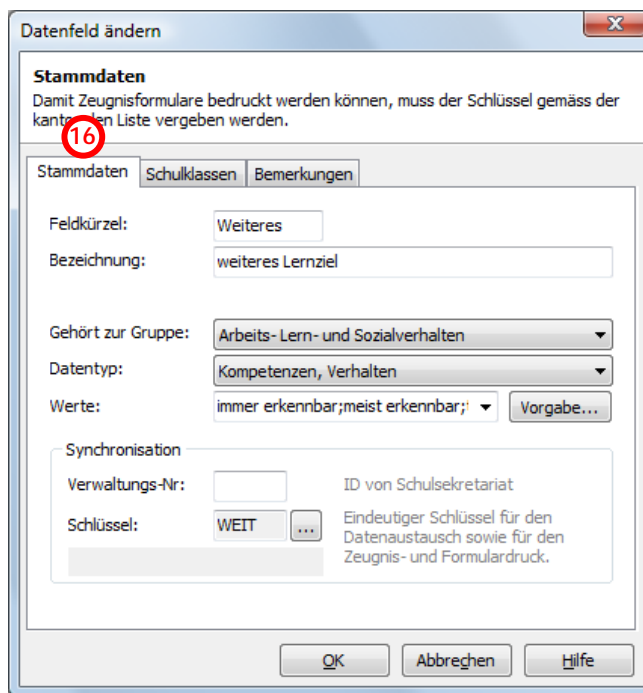 Datenfeld ändern
Stammdaten
Damit Zeugnisformulare bedruckt werden können, muss der Schlüssel gemäss der
Liste vergeben werden.
16
Stammdaten Schulklassen Bemerkungen
Feldkürzel: Weiteres
Bezeichnung: weiteres Lernziel
Gehört zur Gruppe: Arbeits- Lern- und Sozialverhalten
Datentyp: Kompetenzen, Verhalten
Werte: immer erkennbar;meist erkennbar; Vorgabe...
Synchronisation
Verwaltungs-Nr: ID von Schulsekretariat
Schlüssel: WEIT ... Eindeutiger Schlüssel für den
Datenaustausch sowie für den
Zeugnis- und Formulardruck.
OK Abbrechen Hilfe